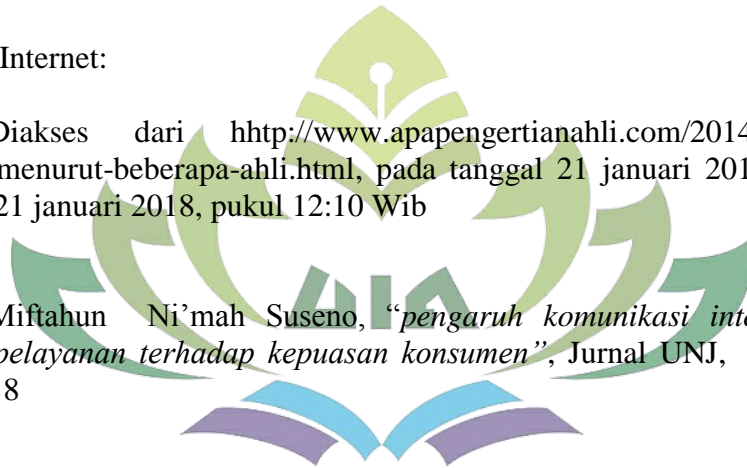 Internet:
Diakses dari hhtp://www.apapengertianahli.com/2014
menurut-beberapa-ahli.html, pada tanggal 21 januari 201
21 januari 2018, pukul 12:10 Wib
Miftahun Ni’mah Suseno, “pengaruh komunikasi inte
pelayanan terhadap kepuasan konsumen”, Jurnal UNJ,
8
UIN